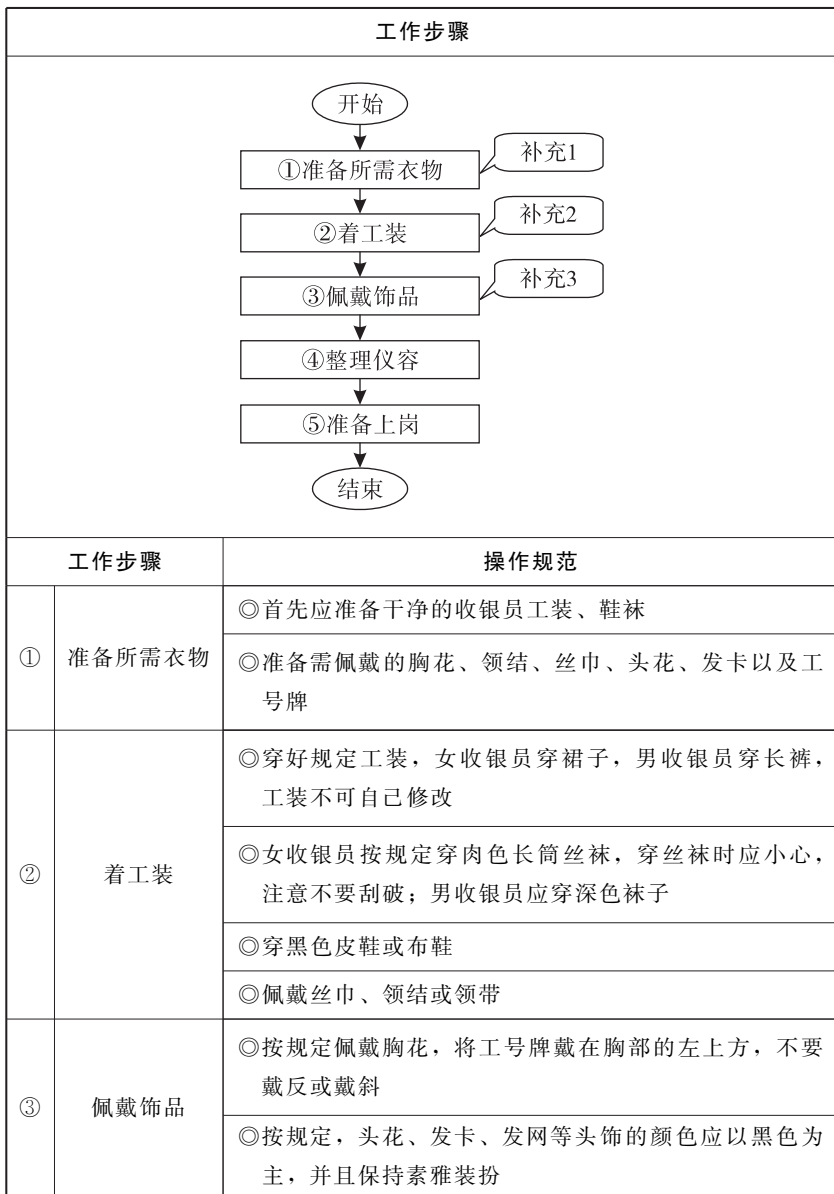 工作步骤
开始
①准备所需衣物
补充1
②着工装
补充2
③佩戴饰品
补充3
④整理仪容
⑤准备上岗
结束
工作步骤
操作规范
①
准备所需衣物
◎首先应准备干净的收银员工装、鞋袜
◎准备需佩戴的胸花、领结、丝巾、头花、发卡以及工
号牌
②
着工装
◎穿好规定工装，女收银员穿裙子，男收银员穿长裤，
工装不可自己修改
◎女收银员按规定穿肉色长筒丝袜，穿丝袜时应小心，
注意不要刮破；男收银员应穿深色袜子
◎穿黑色皮鞋或布鞋
◎佩戴丝巾、领结或领带
③
佩戴饰品
◎按规定佩戴胸花，将工号牌戴在胸部的左上方，不要
戴反或戴斜
◎按规定，头花、发卡、发网等头饰的颜色应以黑色为
主，并且保持素雅装扮